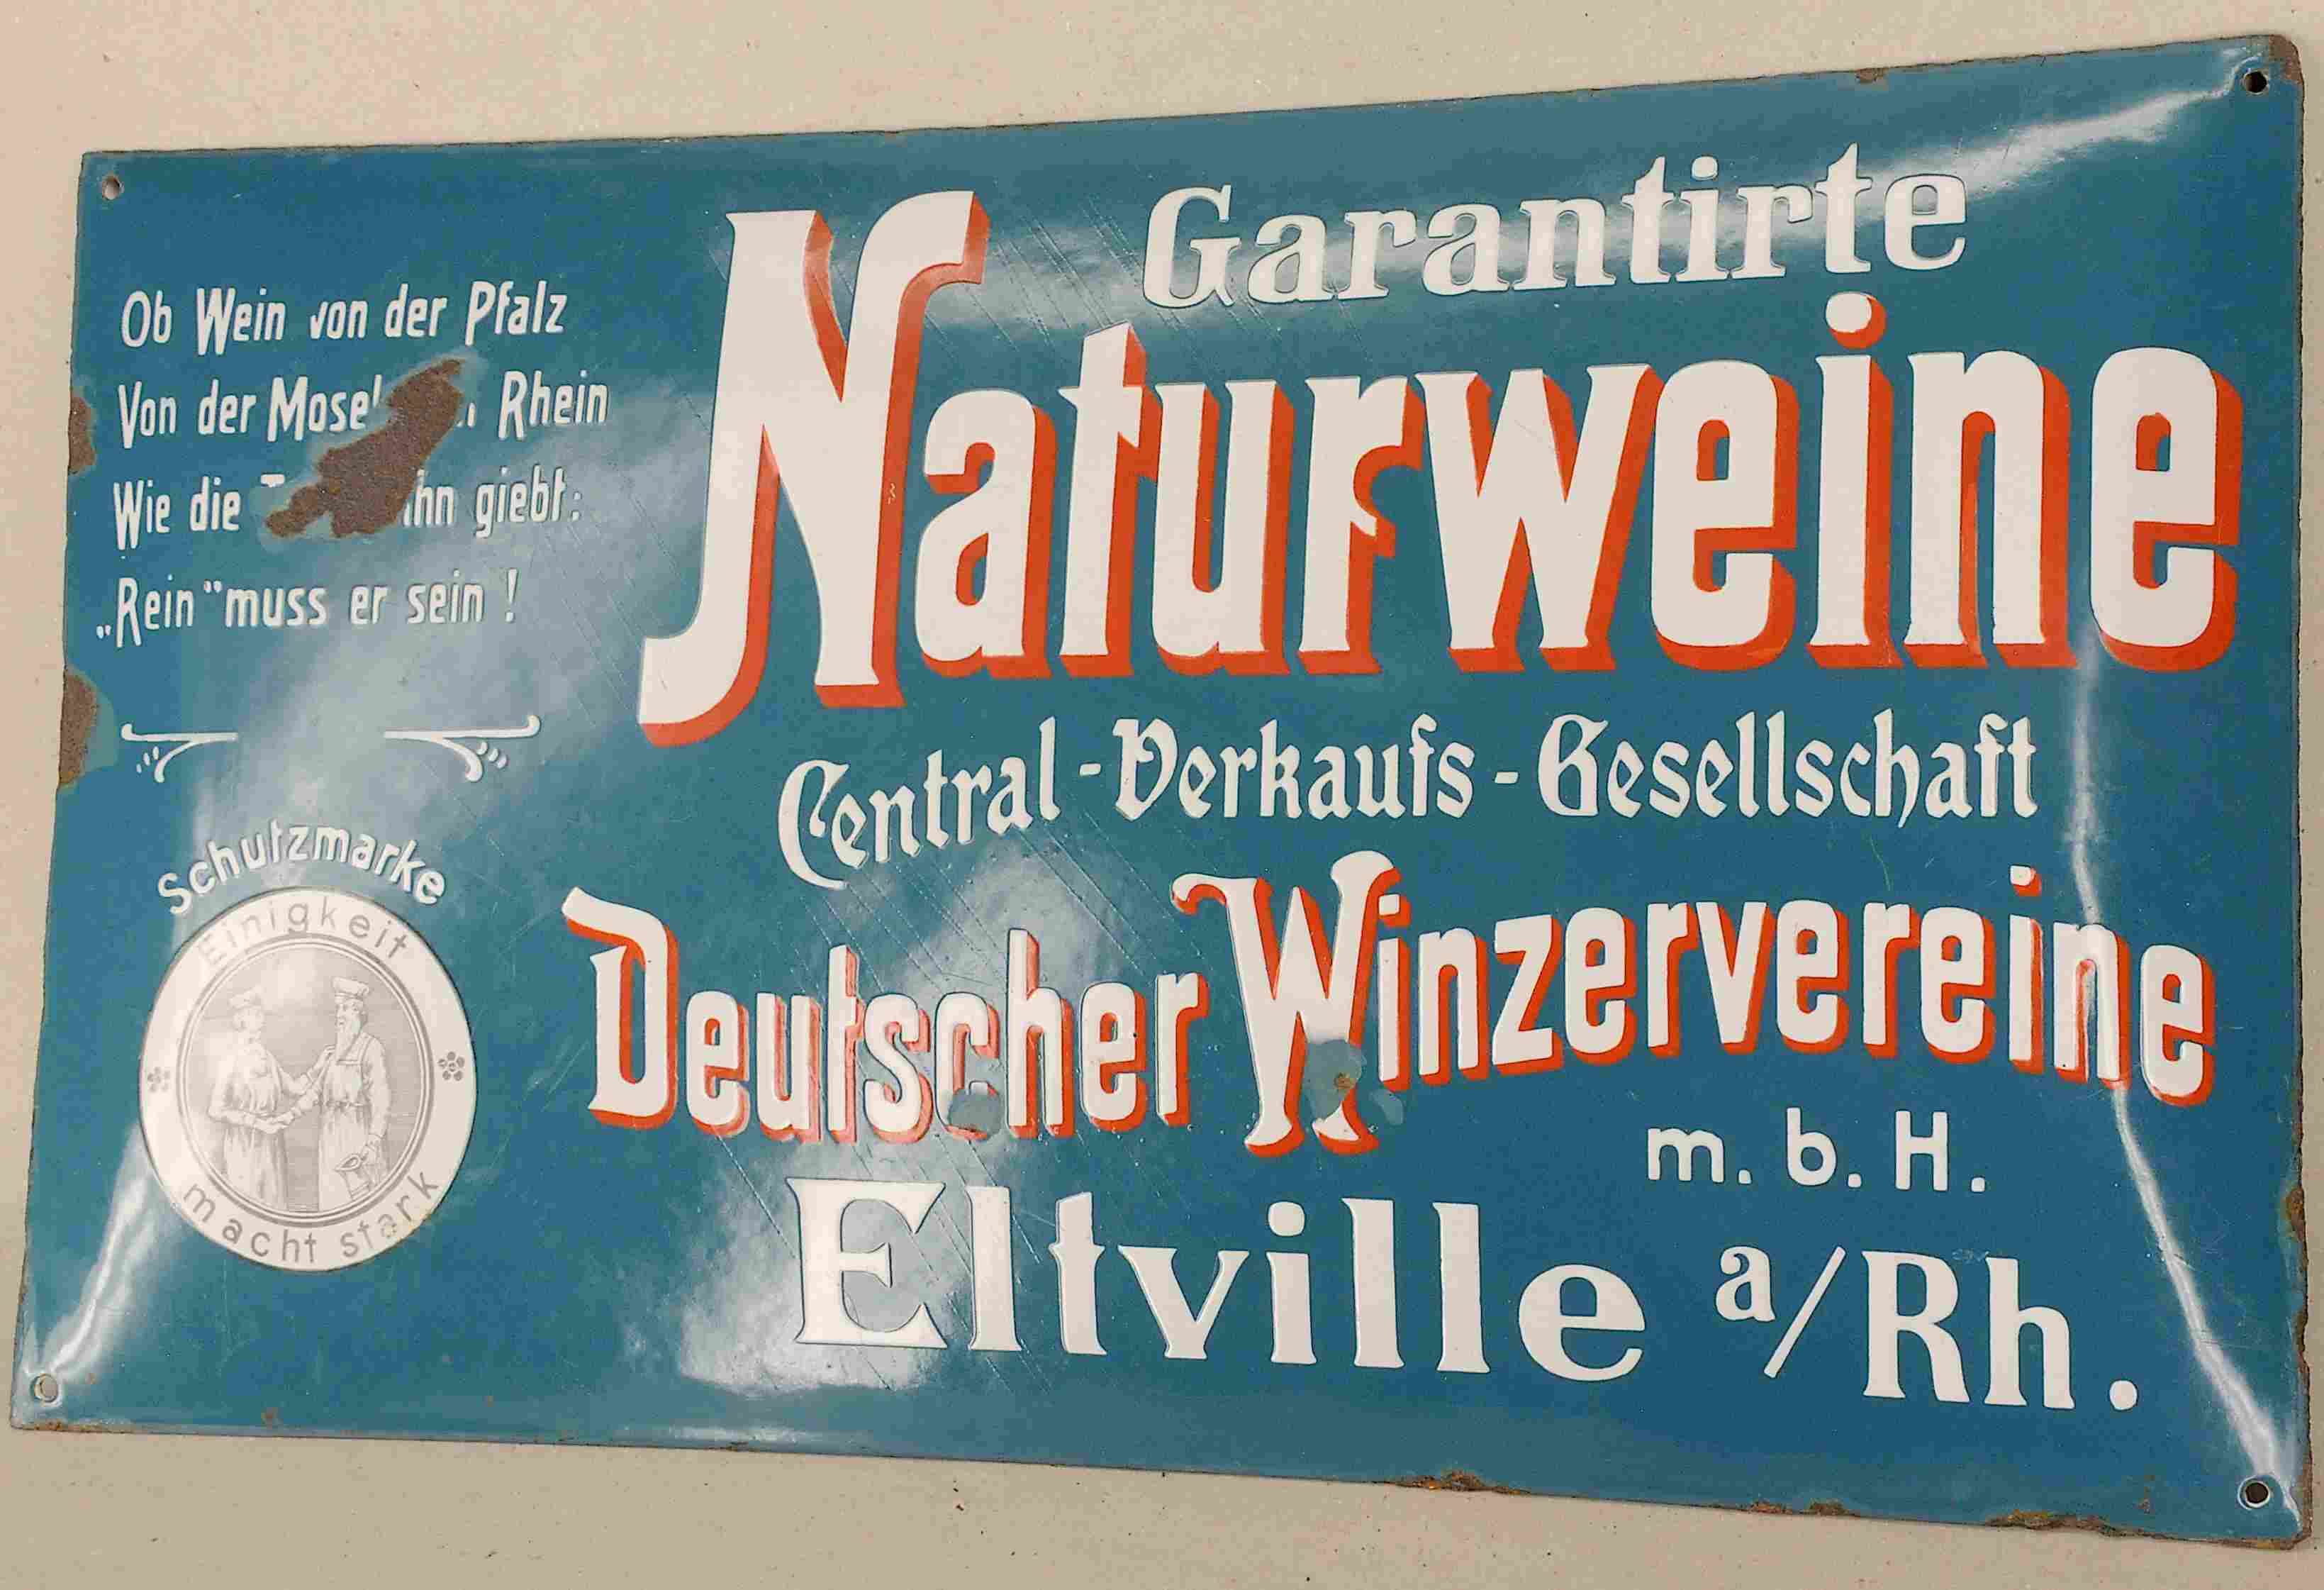 Garantirte
Naturweine
Central-Verkaufs-Gesellschaft
Deutscher Winzervereine
m. b. H.
Eltville a/Rh.
Ob Wein von der Pfalz
Von der Mosel Rhein
Wie die giebt:
„Rein" muss er sein!
Schutzmarke
Einigkeit
macht stark